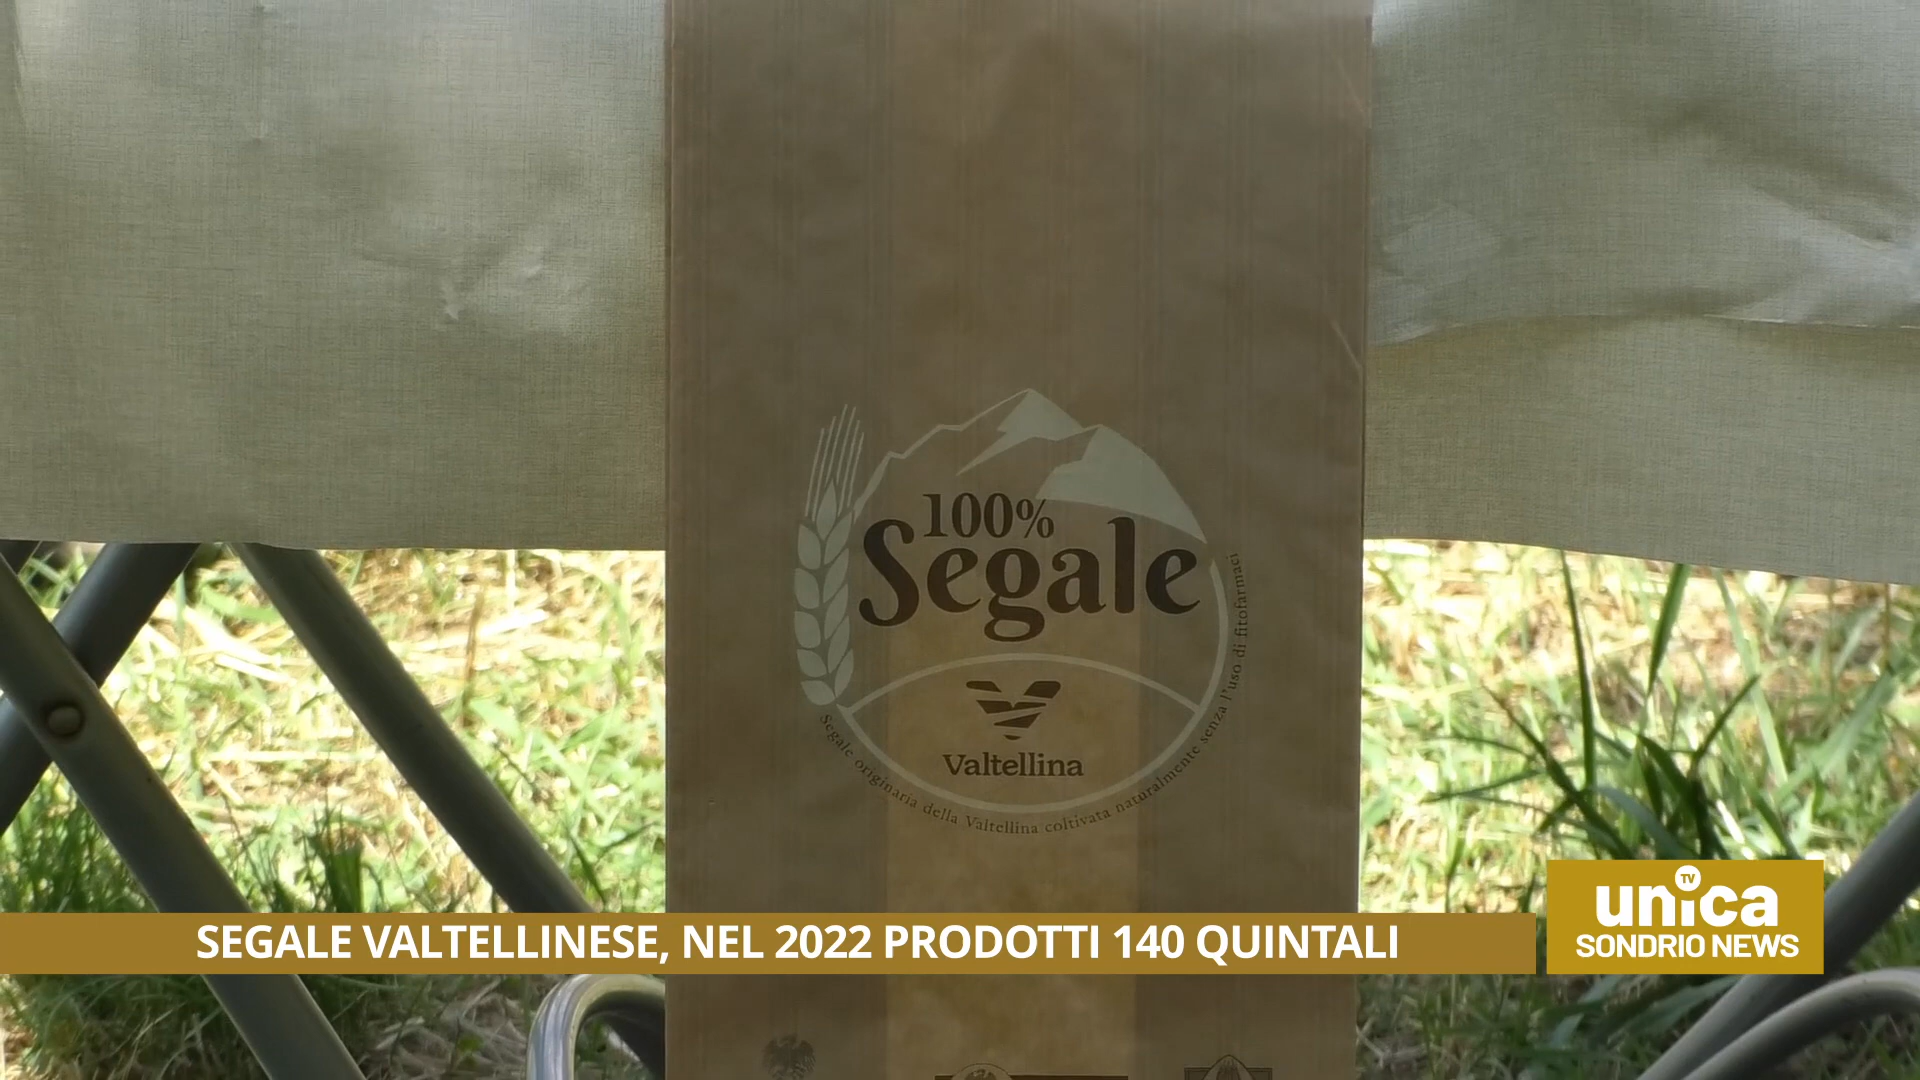 100%
Segale
Valtellina
Segale originaria della Valtellina coltivata naturalmente senza l'uso di fitofarmaci
SEGALE VALTELLINESE, NEL 2022 PRODOTTI 140 QUINTALI
TV
unica
SONDRIO NEWS